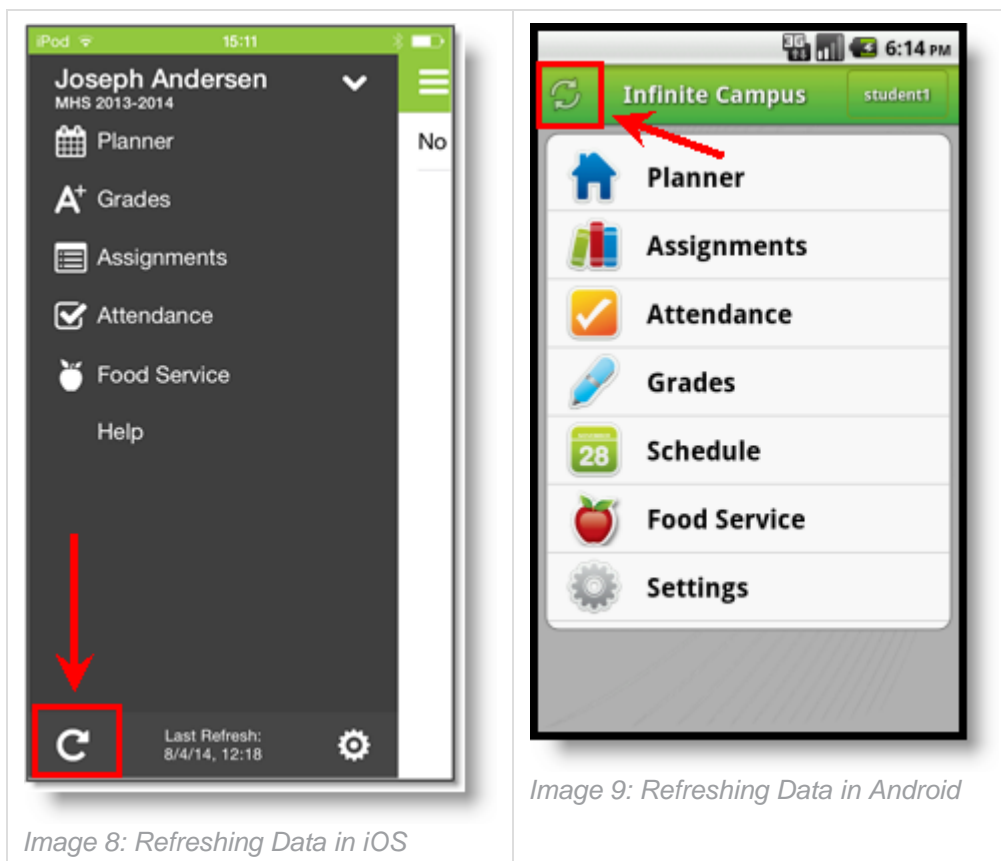 iPod 15:11
Joseph Andersen
MHS 2013-2014
Planner
No
Grades
Assignments
Attendance
Food Service
Help
Last Refresh:
8/4/14, 12:18
Image 8: Refreshing Data in iOS
3G 6:14 PM
Infinite Campus student1
Planner
Assignments
Attendance
Grades
28 Schedule
Food Service
Settings
Image 9: Refreshing Data in Android